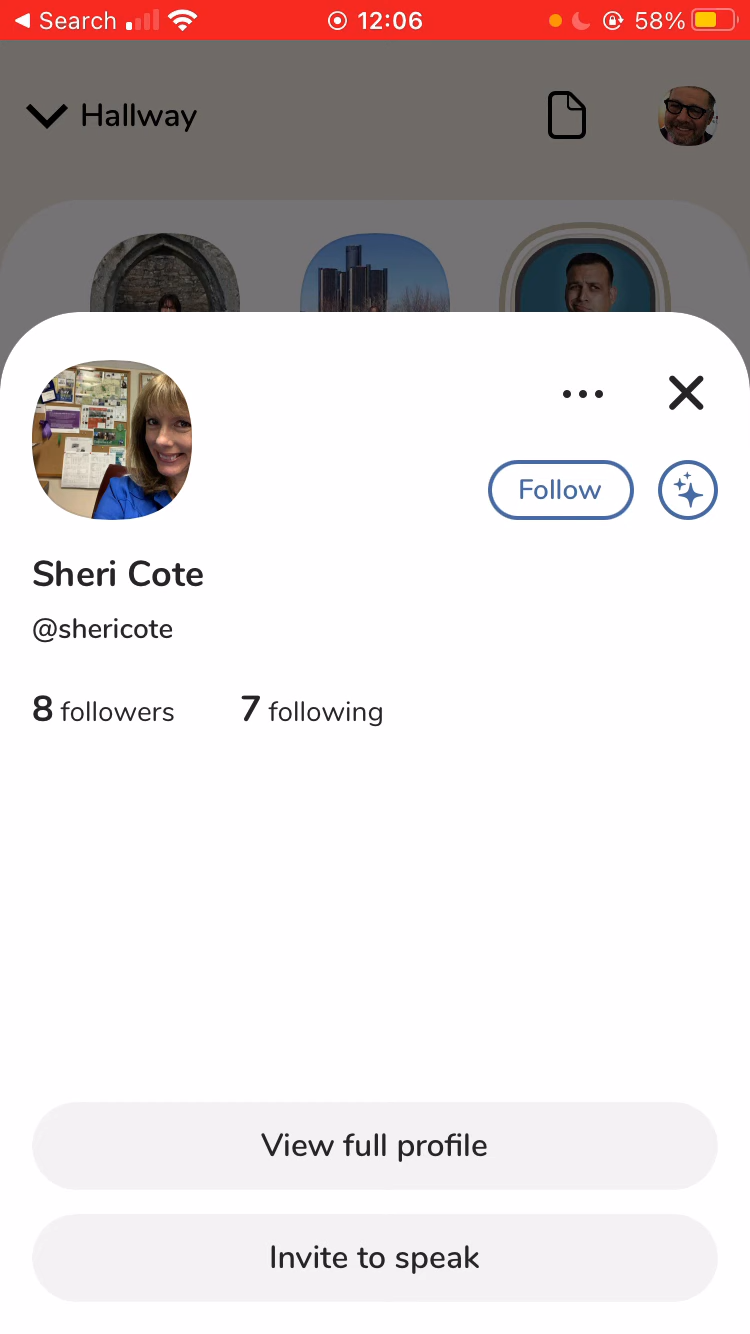 Search 12:06 58%
Hallway
Follow
Sheri Cote
@shericote
8 followers 7 following
View full profile
Invite to speak